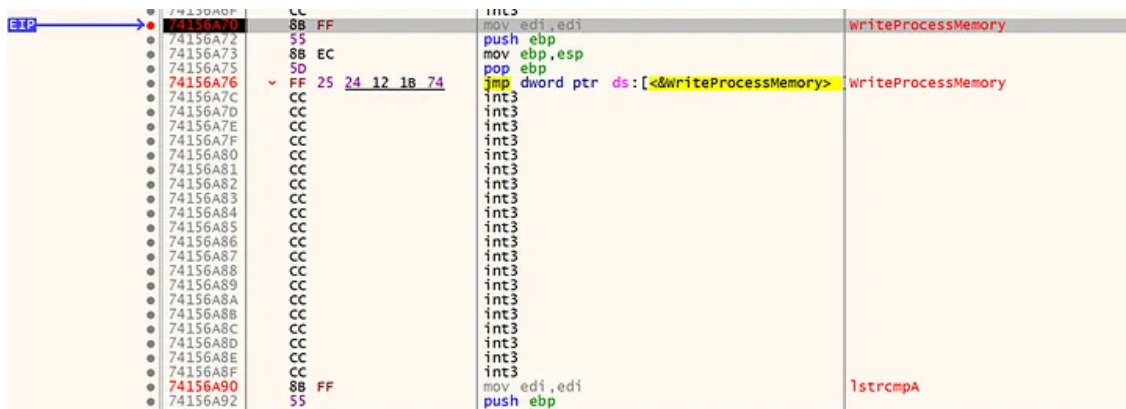 74156A6F CC int3
EIP 74156A70 8B FF mov edi,edi WriteProcessMemory
74156A72 55 push ebp
74156A73 8B EC mov ebp,esp
74156A75 5D pop ebp
74156A76 FF 25 24 12 1B 74 jmp dword ptr ds:[<&WriteProcessMemory> WriteProcessMemory
74156A7C CC int3
74156A7D CC int3
74156A7E CC int3
74156A7F CC int3
74156A80 CC int3
74156A81 CC int3
74156A82 CC int3
74156A83 CC int3
74156A84 CC int3
74156A85 CC int3
74156A86 CC int3
74156A87 CC int3
74156A88 CC int3
74156A89 CC int3
74156A8A CC int3
74156A8B CC int3
74156A8C CC int3
74156A8D CC int3
74156A8E CC int3
74156A8F CC int3
74156A90 8B FF mov edi,edi lstrcmpA
74156A92 55 push ebp